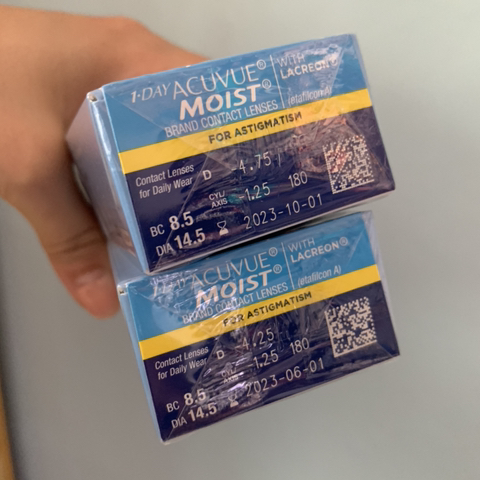 1·DAY ACUVUE®
MOIST®
WITH
LACREON®
BRAND CONTACT LENSES
(etafilcon A)
FOR ASTIGMATISM
Contact Lenses
for Daily Wear
D -4.75
CYL/
AXIS -1.25 180
BC 8.5
DIA 14.5 2023-10-01
ACUVUE®
MOIST®
WITH
LACREON®
BRAND CONTACT LENSES
(etafilcon A)
FOR ASTIGMATISM
Contact Lenses
for Daily Wear
D -4.25
CYL/
AXIS -1.25 180
BC 8.5
DIA 14.5 2023-06-01